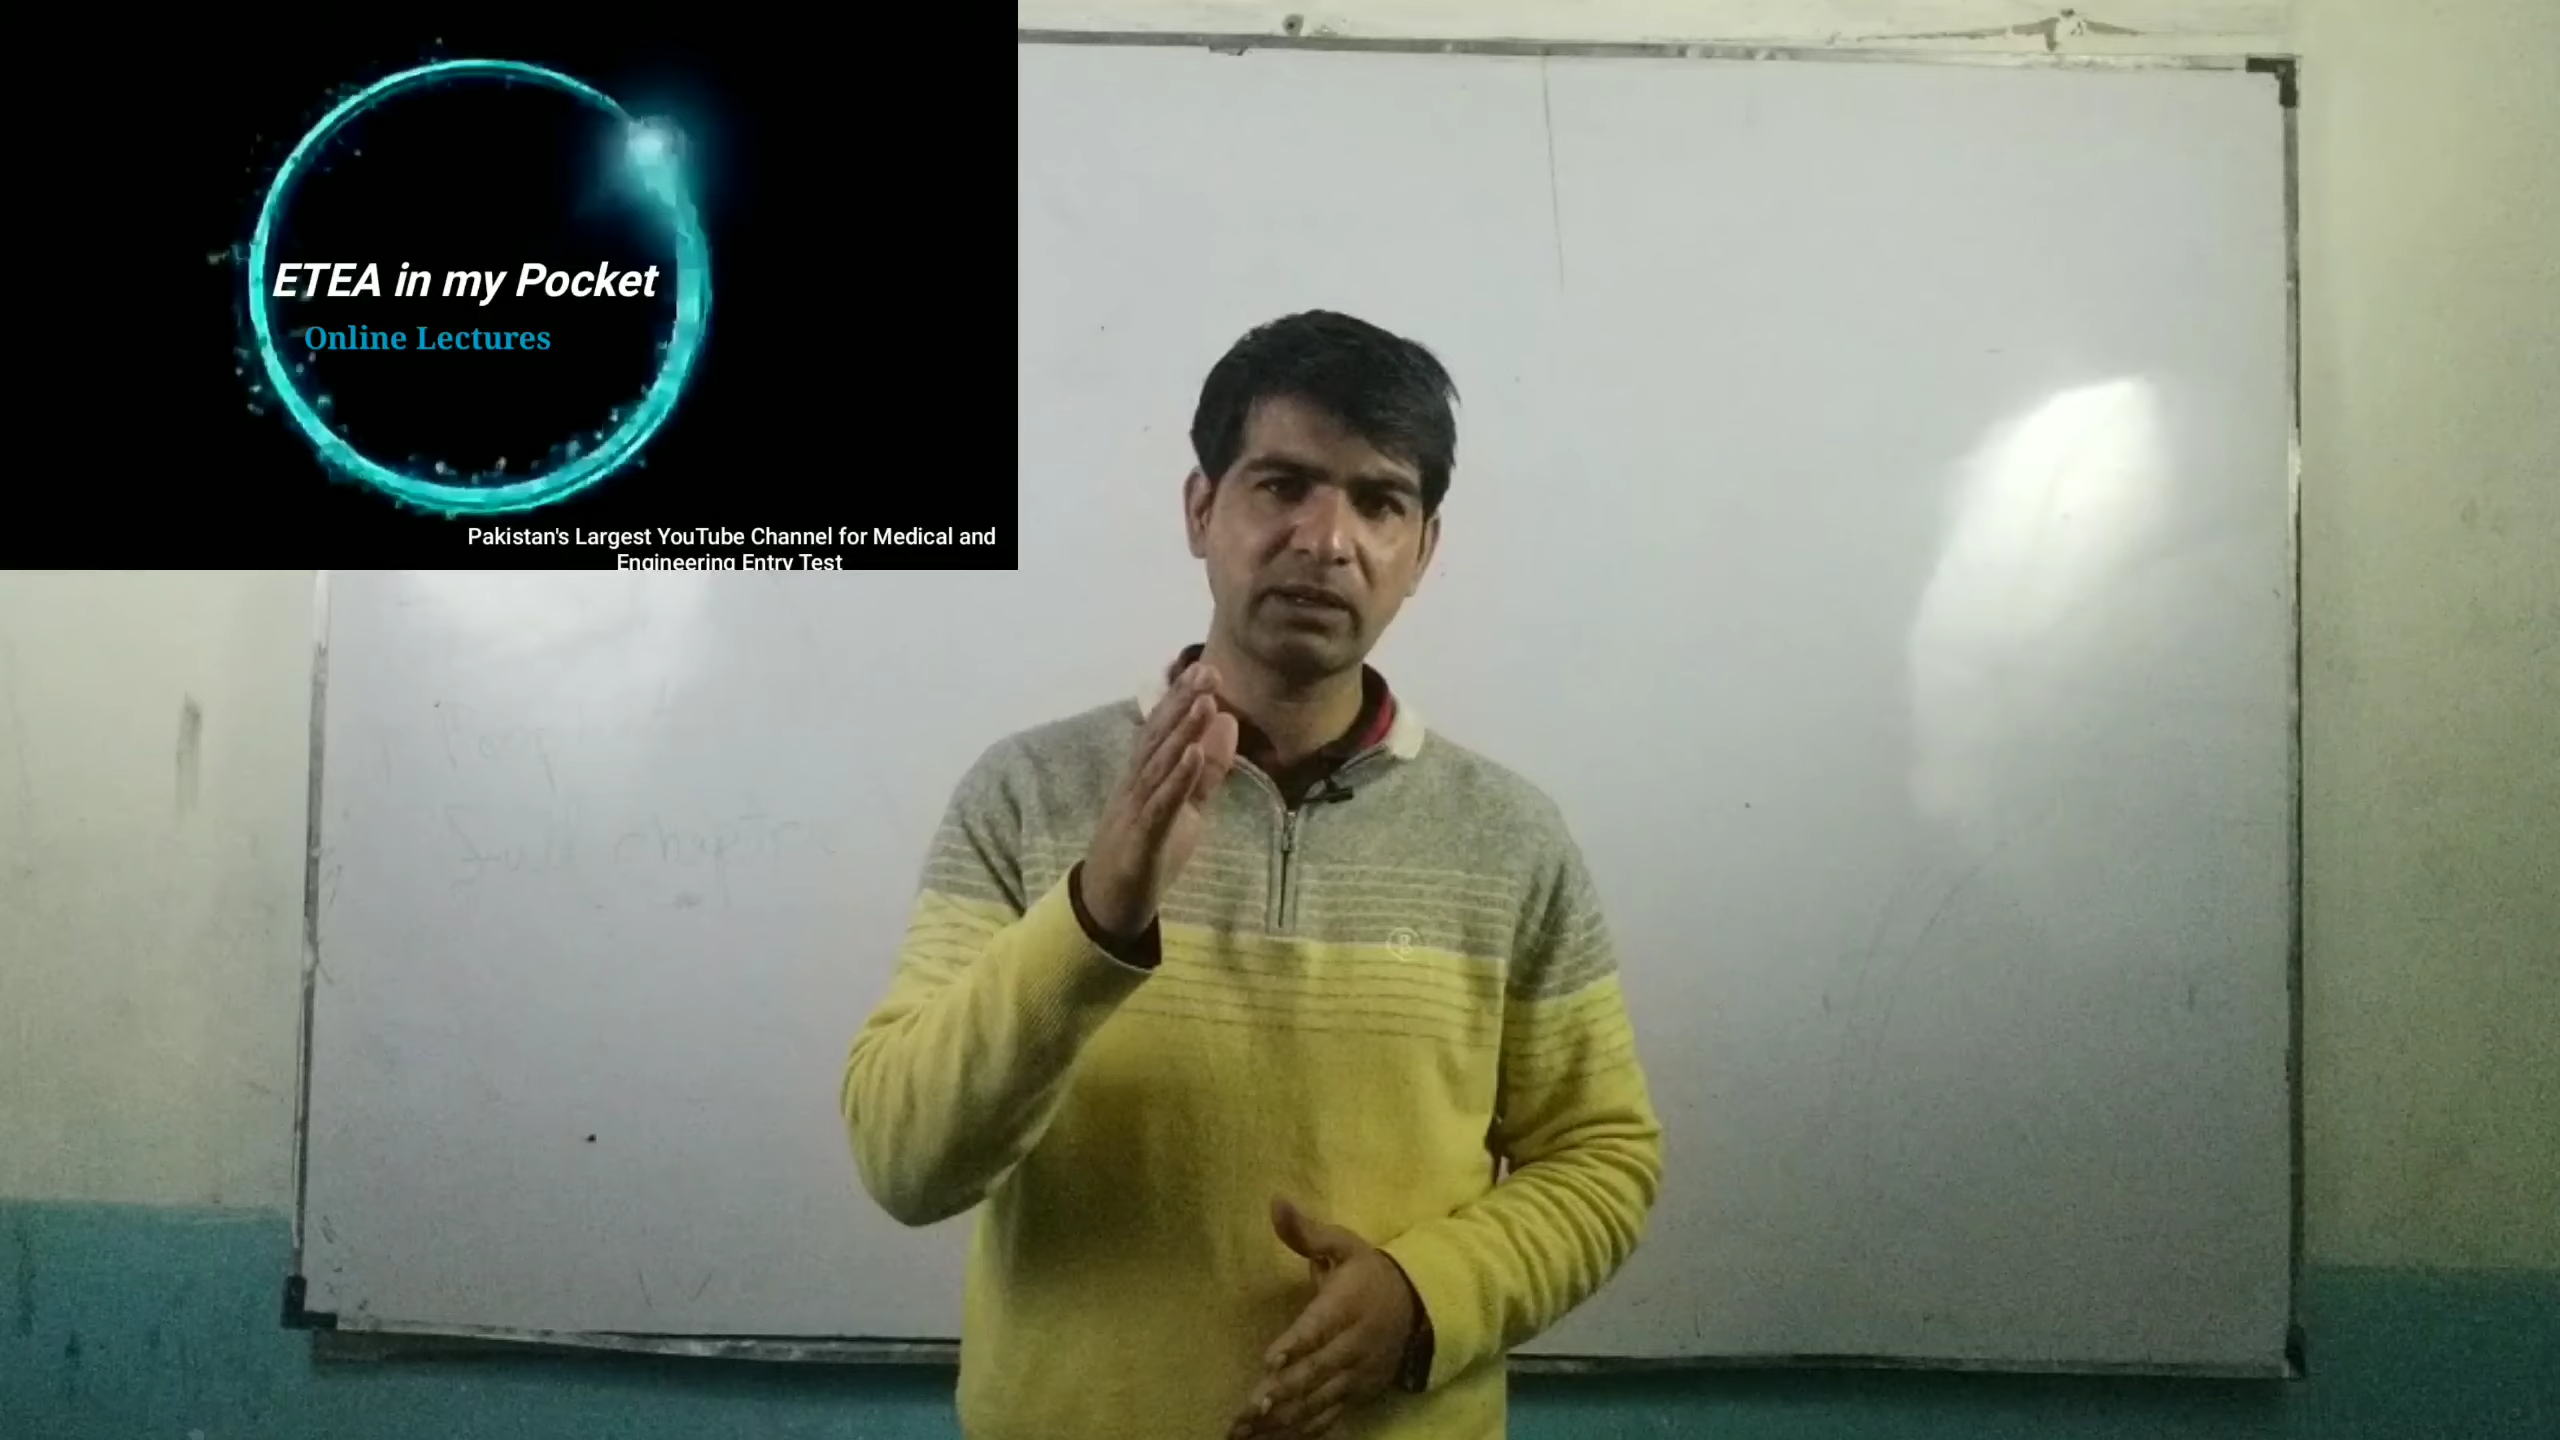 ETEA in my Pocket
Online Lectures
Pakistan's Largest YouTube Channel for Medical and
Engineering Entry Test